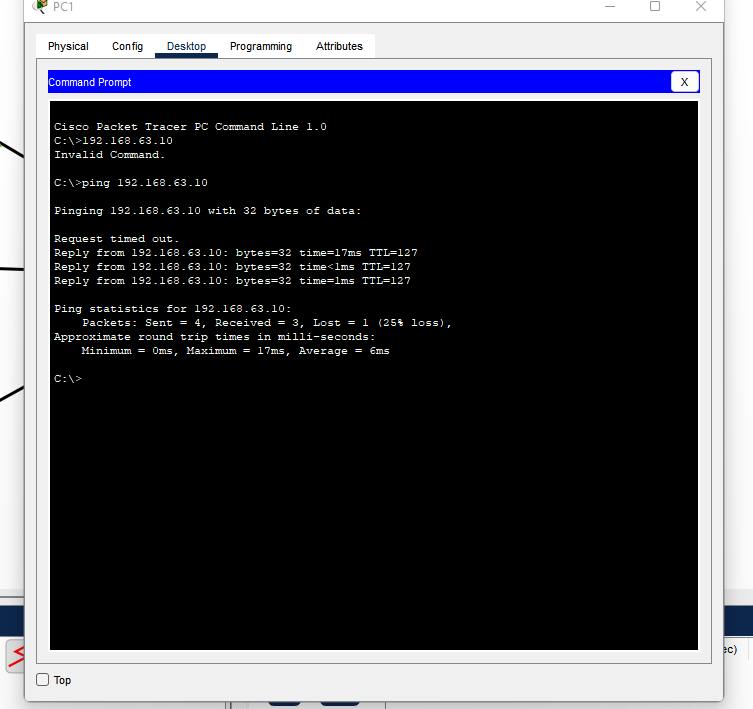 PC1
Physical Config Desktop Programming Attributes
Command Prompt X
Cisco Packet Tracer PC Command Line 1.0
C:\>192.168.63.10
Invalid Command.
C:\>ping 192.168.63.10
Pinging 192.168.63.10 with 32 bytes of data:
Request timed out.
Reply from 192.168.63.10: bytes=32 time=17ms TTL=127
Reply from 192.168.63.10: bytes=32 time<1ms TTL=127
Reply from 192.168.63.10: bytes=32 time=1ms TTL=127
Ping statistics for 192.168.63.10:
Packets: Sent = 4, Received = 3, Lost = 1 (25% loss),
Approximate round trip times in milli-seconds:
Minimum = 0ms, Maximum = 17ms, Average = 6ms
C:\>
ec)
Top